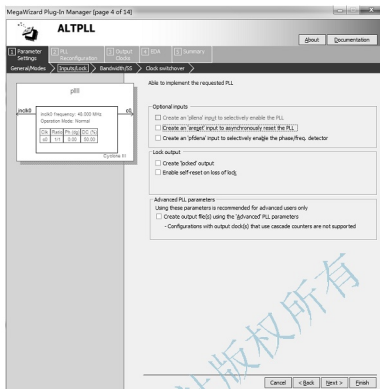 MegaWizard Plug-In Manager [page 4 of 14]
ALTPLL
About
Documentation
1 Parameter Settings
2 PLL Reconfiguration
3 Output Clocks
4 EDA
5 Summary
General/Modes
Inputs/Lock
Bandwidth/SS
Clock switchover
Able to implement the requested PLL
inclk0
c0
inclk0 frequency: 48.000 MHz
Operation Mode: Normal
Clk Ratio Ph (dg) DC (%)
c0 1/1 0.00 50.00
Optional inputs
Create an 'pllena' input to selectively enable the PLL
Create an 'areset' input to asynchronously reset the PLL
Create an 'pfdena' input to selectively enable the phase/freq. detector
Lock output
Create 'locked' output
Enable self-reset on loss of lock
Advanced PLL parameters
Using these parameters is recommended for advanced users only
Create output file(s) using the 'Advanced' PLL parameters
- Configurations with output clock(s) that use cascade counters are not supported
Cancel
< Back
Next >
Finish
版权所有